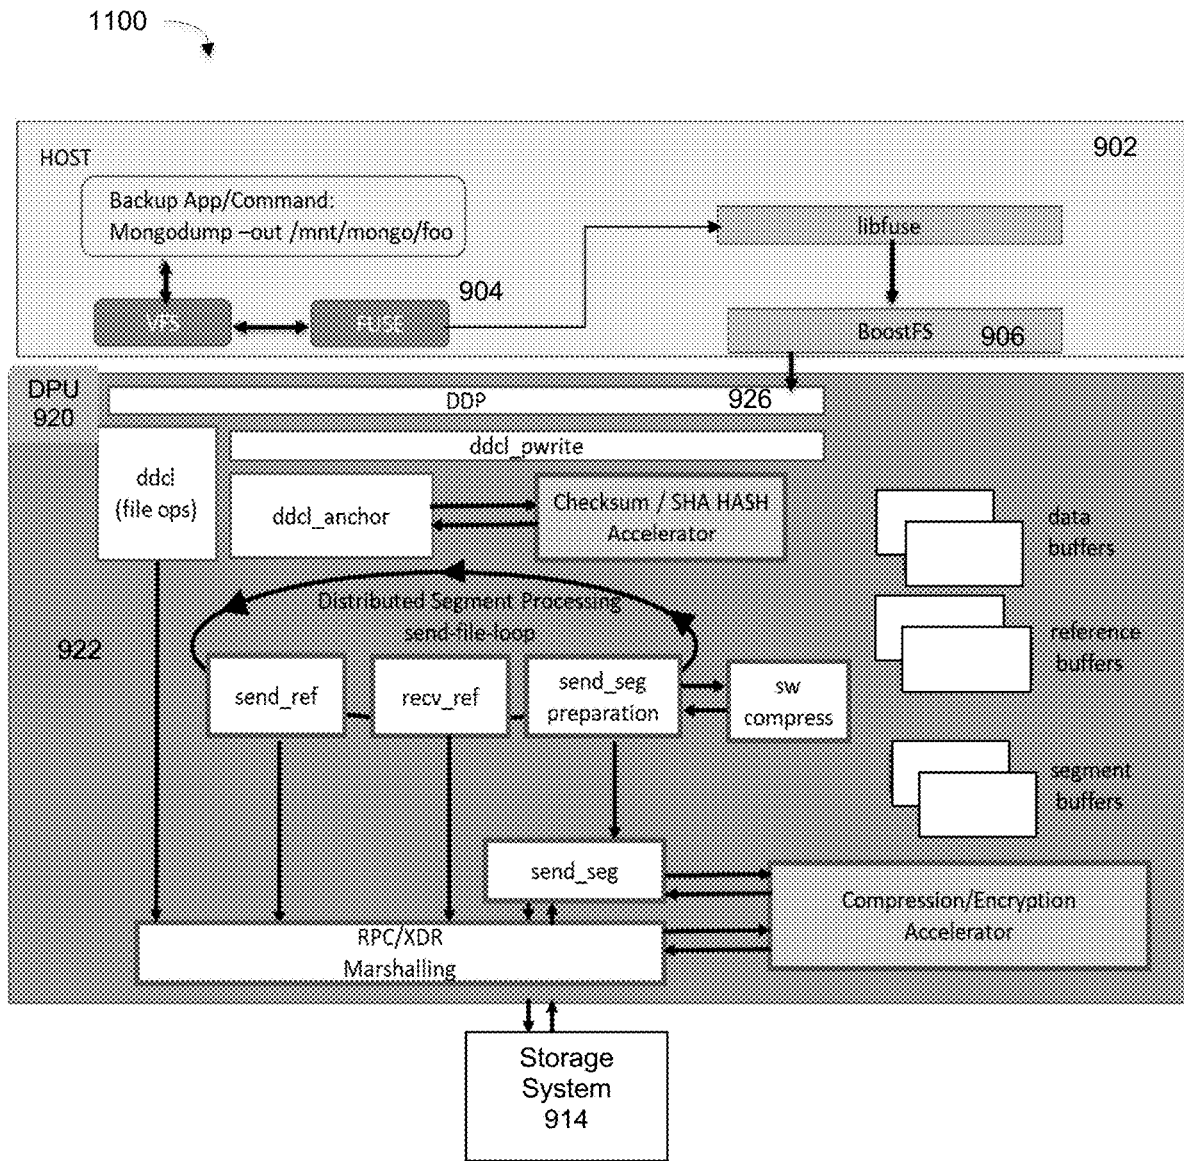 1100
902
HOST
Backup App/Command:
Mongodump –out /mnt/mongo/foo
libfuse
904
VFS
FUSE
BoostFS 906
DPU
920
DDP 926
ddcl_pwrite
ddcl
(file ops)
ddcl_anchor
Checksum / SHA HASH
Accelerator
data
buffers
Distributed Segment Processing
send-file-loop
922
reference
buffers
send_ref
recv_ref
send_seg
preparation
sw
compress
segment
buffers
send_seg
Compression/Encryption
Accelerator
RPC/XDR
Marshalling
Storage
System
914